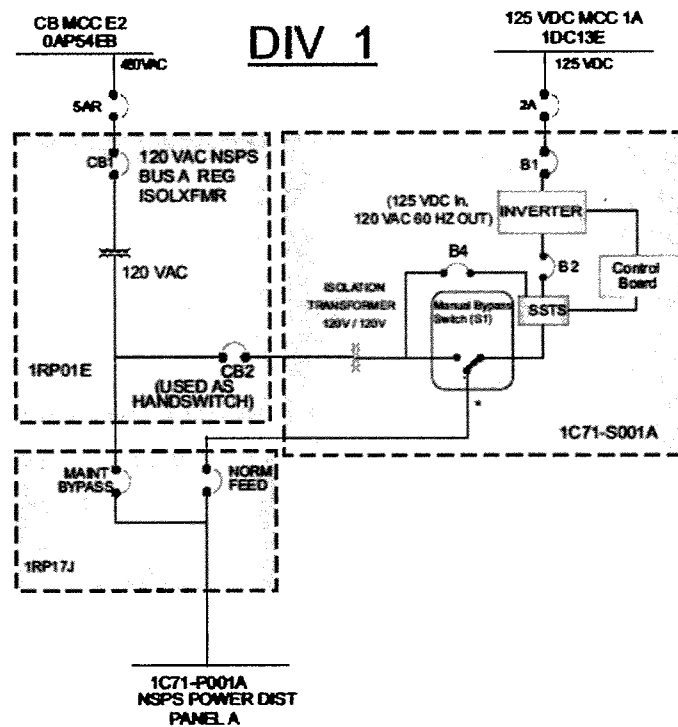 CB MCC E2
0AP54EB
DIV 1
125 VDC MCC 1A
1DC13E
480VAC
125 VDC
5AR
2A
CB1
120 VAC NSPS
BUS A REG
ISOLXFMR
B1
(125 VDC In,
120 VAC 60 HZ OUT)
INVERTER
120 VAC
B4
B2
Control
Board
ISOLATION
TRANSFORMER
120V / 120V
Manual Bypass
Switch (S1)
SSTS
1RP01E
CB2
(USED AS
HANDSWITCH)
*
1C71-S001A
MAINT
BYPASS
NORM
FEED
1RP17J
1C71-P001A
NSPS POWER DIST
PANEL A